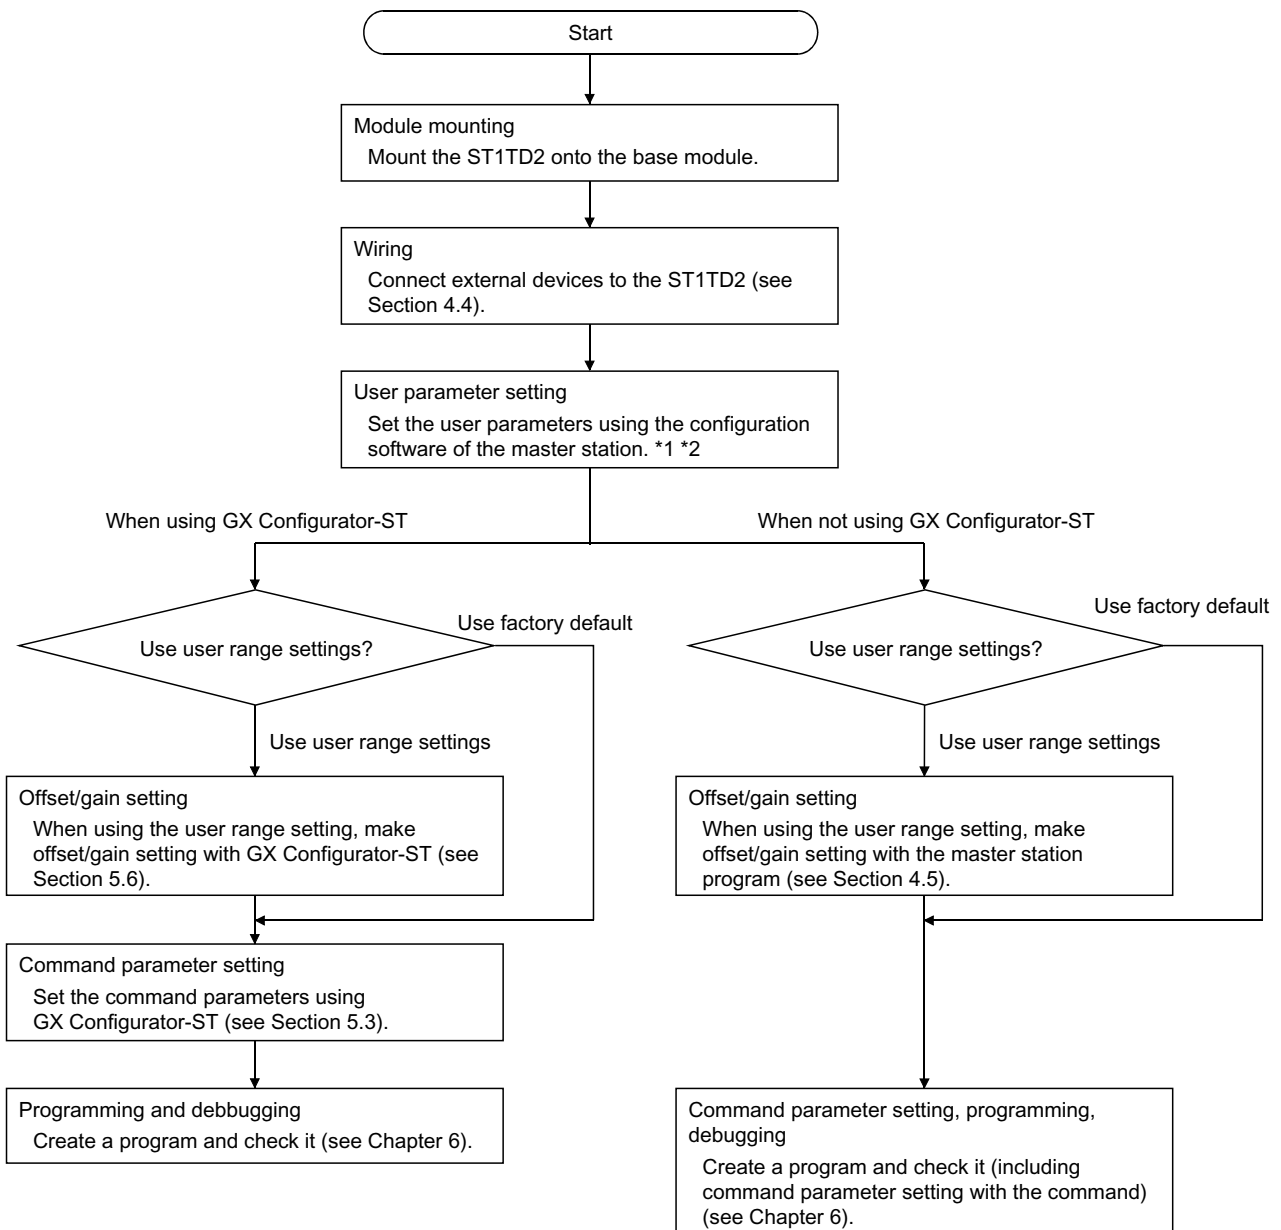 Start
Module mounting
Mount the ST1TD2 onto the base module.
Wiring
Connect external devices to the ST1TD2 (see
Section 4.4).
User parameter setting
Set the user parameters using the configuration
software of the master station. *1 *2
When using GX Configurator-ST
When not using GX Configurator-ST
Use factory default
Use user range settings?
Use user range settings
Offset/gain setting
When using the user range setting, make
offset/gain setting with GX Configurator-ST (see
Section 5.6).
Command parameter setting
Set the command parameters using
GX Configurator-ST (see Section 5.3).
Programming and debbugging
Create a program and check it (see Chapter 6).
Use factory default
Use user range settings?
Use user range settings
Offset/gain setting
When using the user range setting, make
offset/gain setting with the master station
program (see Section 4.5).
Command parameter setting, programming,
debugging
Create a program and check it (including
command parameter setting with the command)
(see Chapter 6).